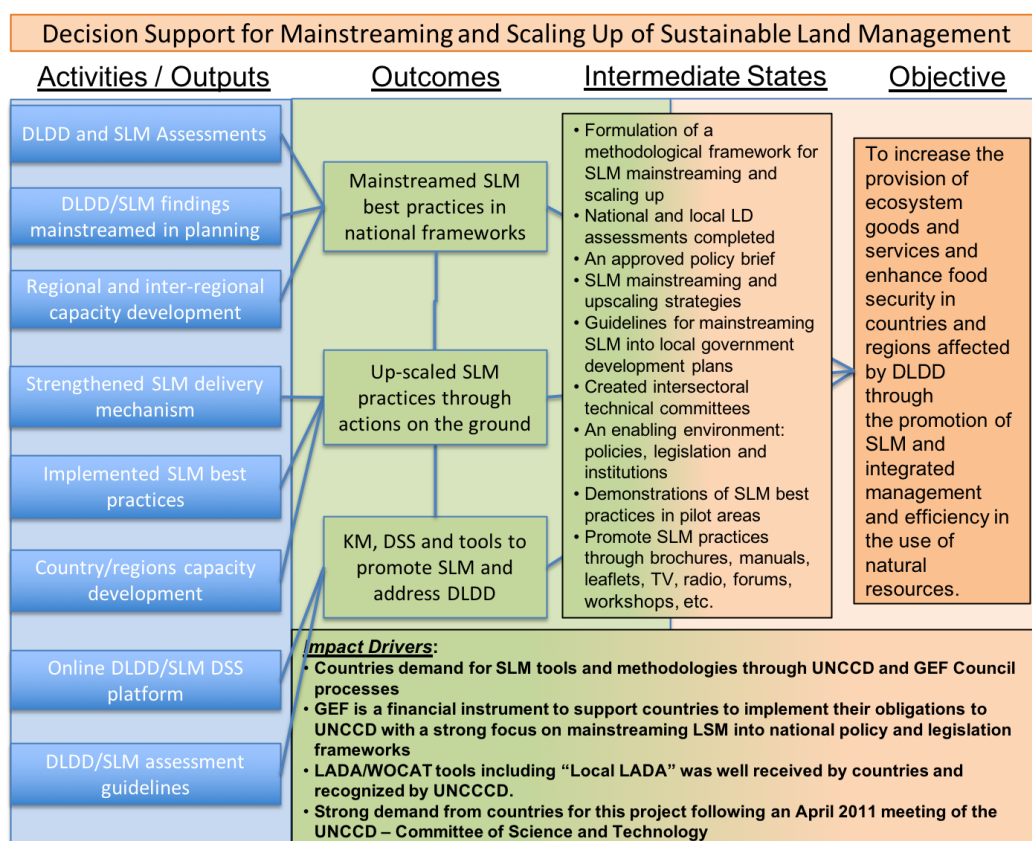 Decision Support for Mainstreaming and Scaling Up of Sustainable Land Management
Activities / Outputs
Outcomes
Intermediate States
Objective
DLDD and SLM Assessments
DLDD/SLM findings
mainstreamed in planning
Regional and inter-regional
capacity development
Strengthened SLM delivery
mechanism
Implemented SLM best
practices
Country/regions capacity
development
Online DLDD/SLM DSS
platform
DLDD/SLM assessment
guidelines
Mainstreamed SLM
best practices in
national frameworks
Up-scaled SLM
practices through
actions on the ground
KM, DSS and tools to
promote SLM and
address DLDD
• Formulation of a
methodological framework for
SLM mainstreaming and
scaling up
• National and local LD
assessments completed
• An approved policy brief
• SLM mainstreaming and
upscaling strategies
• Guidelines for mainstreaming
SLM into local government
development plans
• Created intersectoral
technical committees
• An enabling environment:
policies, legislation and
institutions
• Demonstrations of SLM best
practices in pilot areas
• Promote SLM practices
through brochures, manuals,
leaflets, TV, radio, forums,
workshops, etc.
To increase the
provision of
ecosystem
goods and
services and
enhance food
security in
countries and
regions affected
by DLDD
through
the promotion of
SLM and
integrated
management
and efficiency in
the use of
natural
resources.
Impact Drivers:
• Countries demand for SLM tools and methodologies through UNCCD and GEF Council
processes
• GEF is a financial instrument to support countries to implement their obligations to
UNCCD with a strong focus on mainstreaming LSM into national policy and legislation
frameworks
• LADA/WOCAT tools including “Local LADA” was well received by countries and
recognized by UNCCCD.
• Strong demand from countries for this project following an April 2011 meeting of the
UNCCD – Committee of Science and Technology